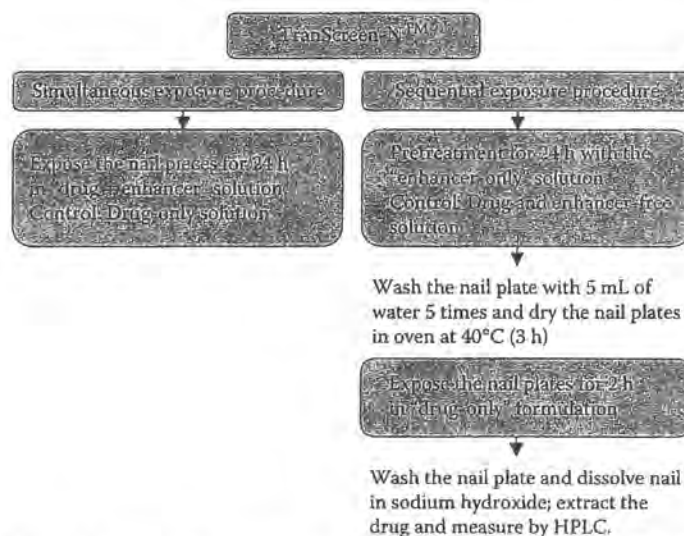 TranScreen-N™
Simultaneous exposure procedure
Sequential exposure procedure
Expose the nail pieces for 24 h
in "drug + enhancer" solution
Control: Drug-only solution
Pretreatment for 24 h with the
"enhancer-only" solution
Control: Drug and enhancer-free
solution
Wash the nail plate with 5 mL of
water 5 times and dry the nail plates
in oven at 40°C (3 h)
Expose the nail plates for 2 h
in "drug-only" formulation
Wash the nail plate and dissolve nail
in sodium hydroxide; extract the
drug and measure by HPLC.